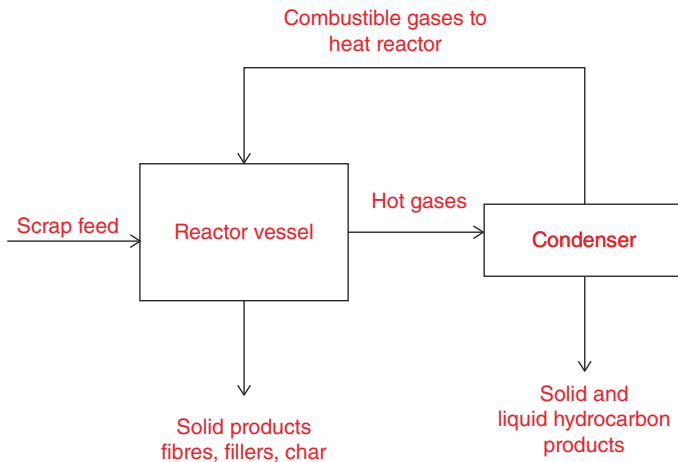 Combustible gases to
heat reactor
Scrap feed
Reactor vessel
Hot gases
Condenser
Solid products
fibres, fillers, char
Solid and
liquid hydrocarbon
products